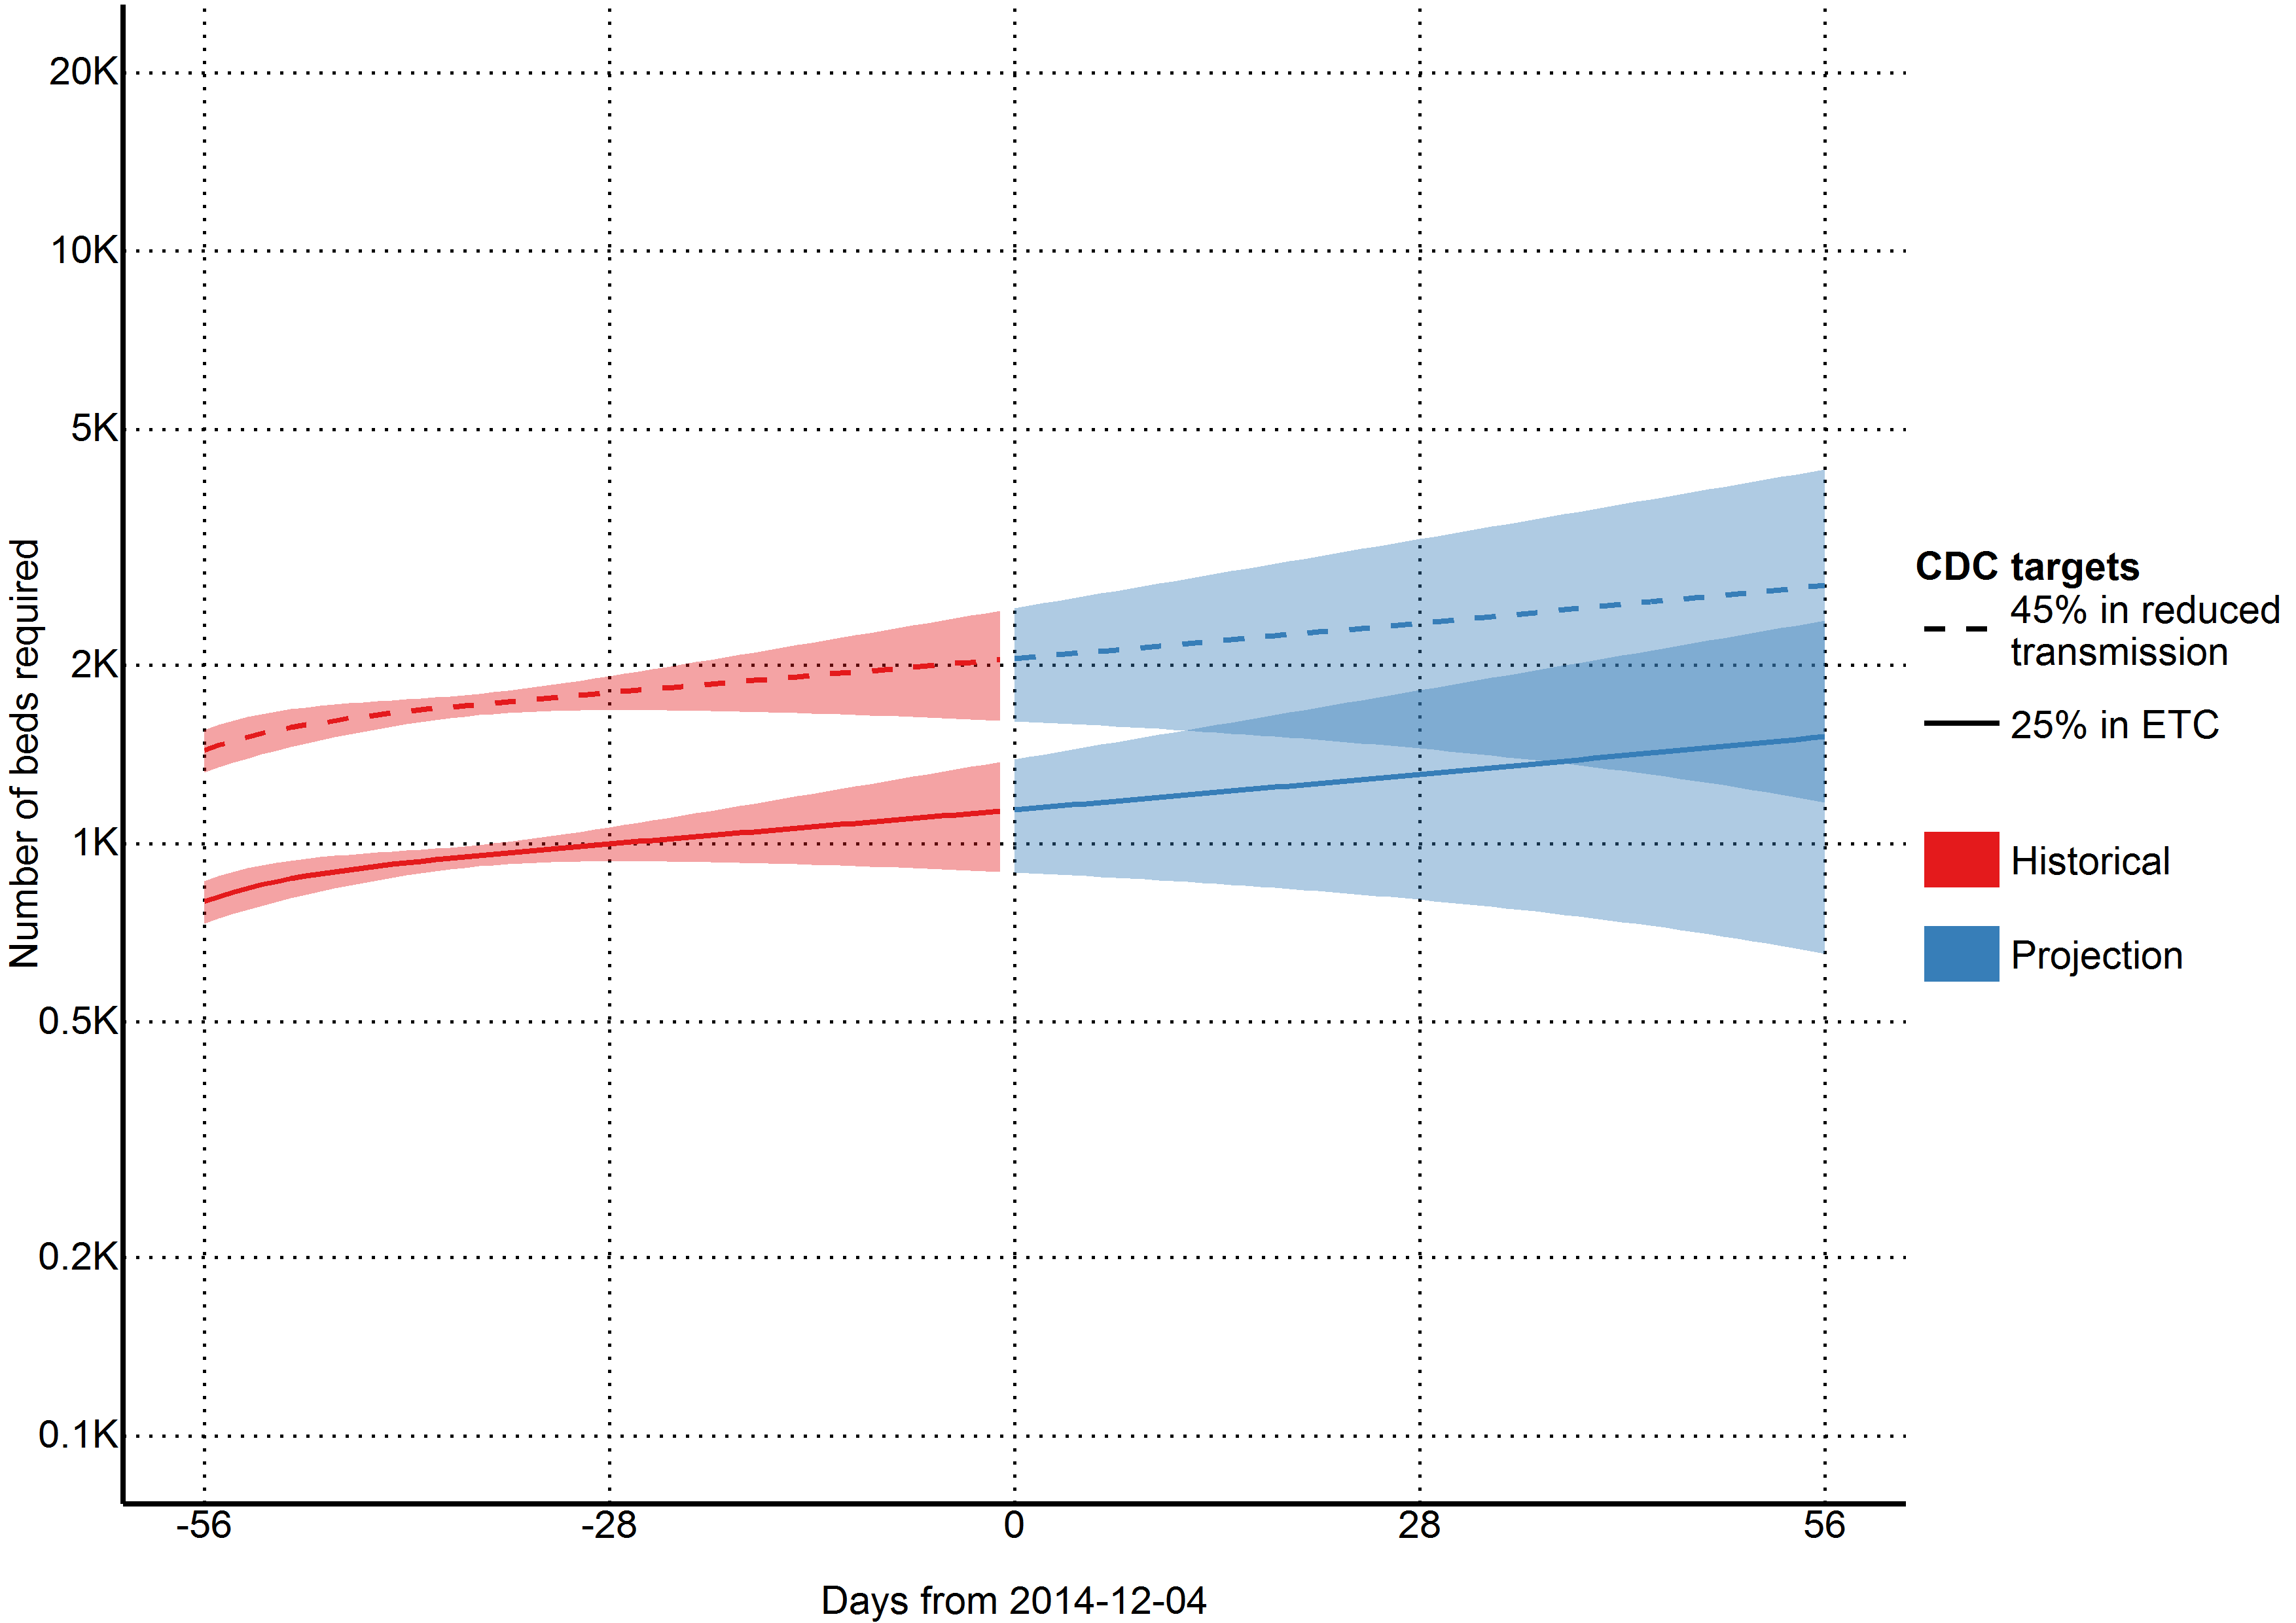 20K
10K
5K
2K
1K
0.5K
0.2K
0.1K
Number of beds required
-56
-28
0
28
56
Days from 2014-12-04
CDC targets
45% in reduced
transmission
25% in ETC
Historical
Projection